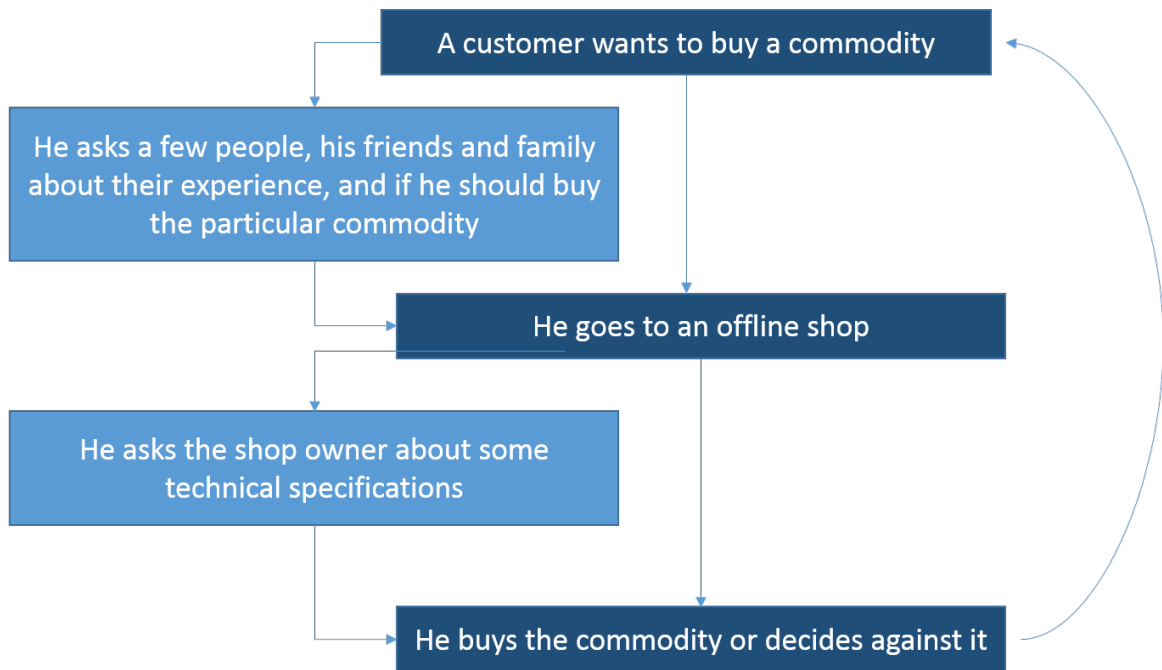 A customer wants to buy a commodity
He asks a few people, his friends and family
about their experience, and if he should buy
the particular commodity
He goes to an offline shop
He asks the shop owner about some
technical specifications
He buys the commodity or decides against it